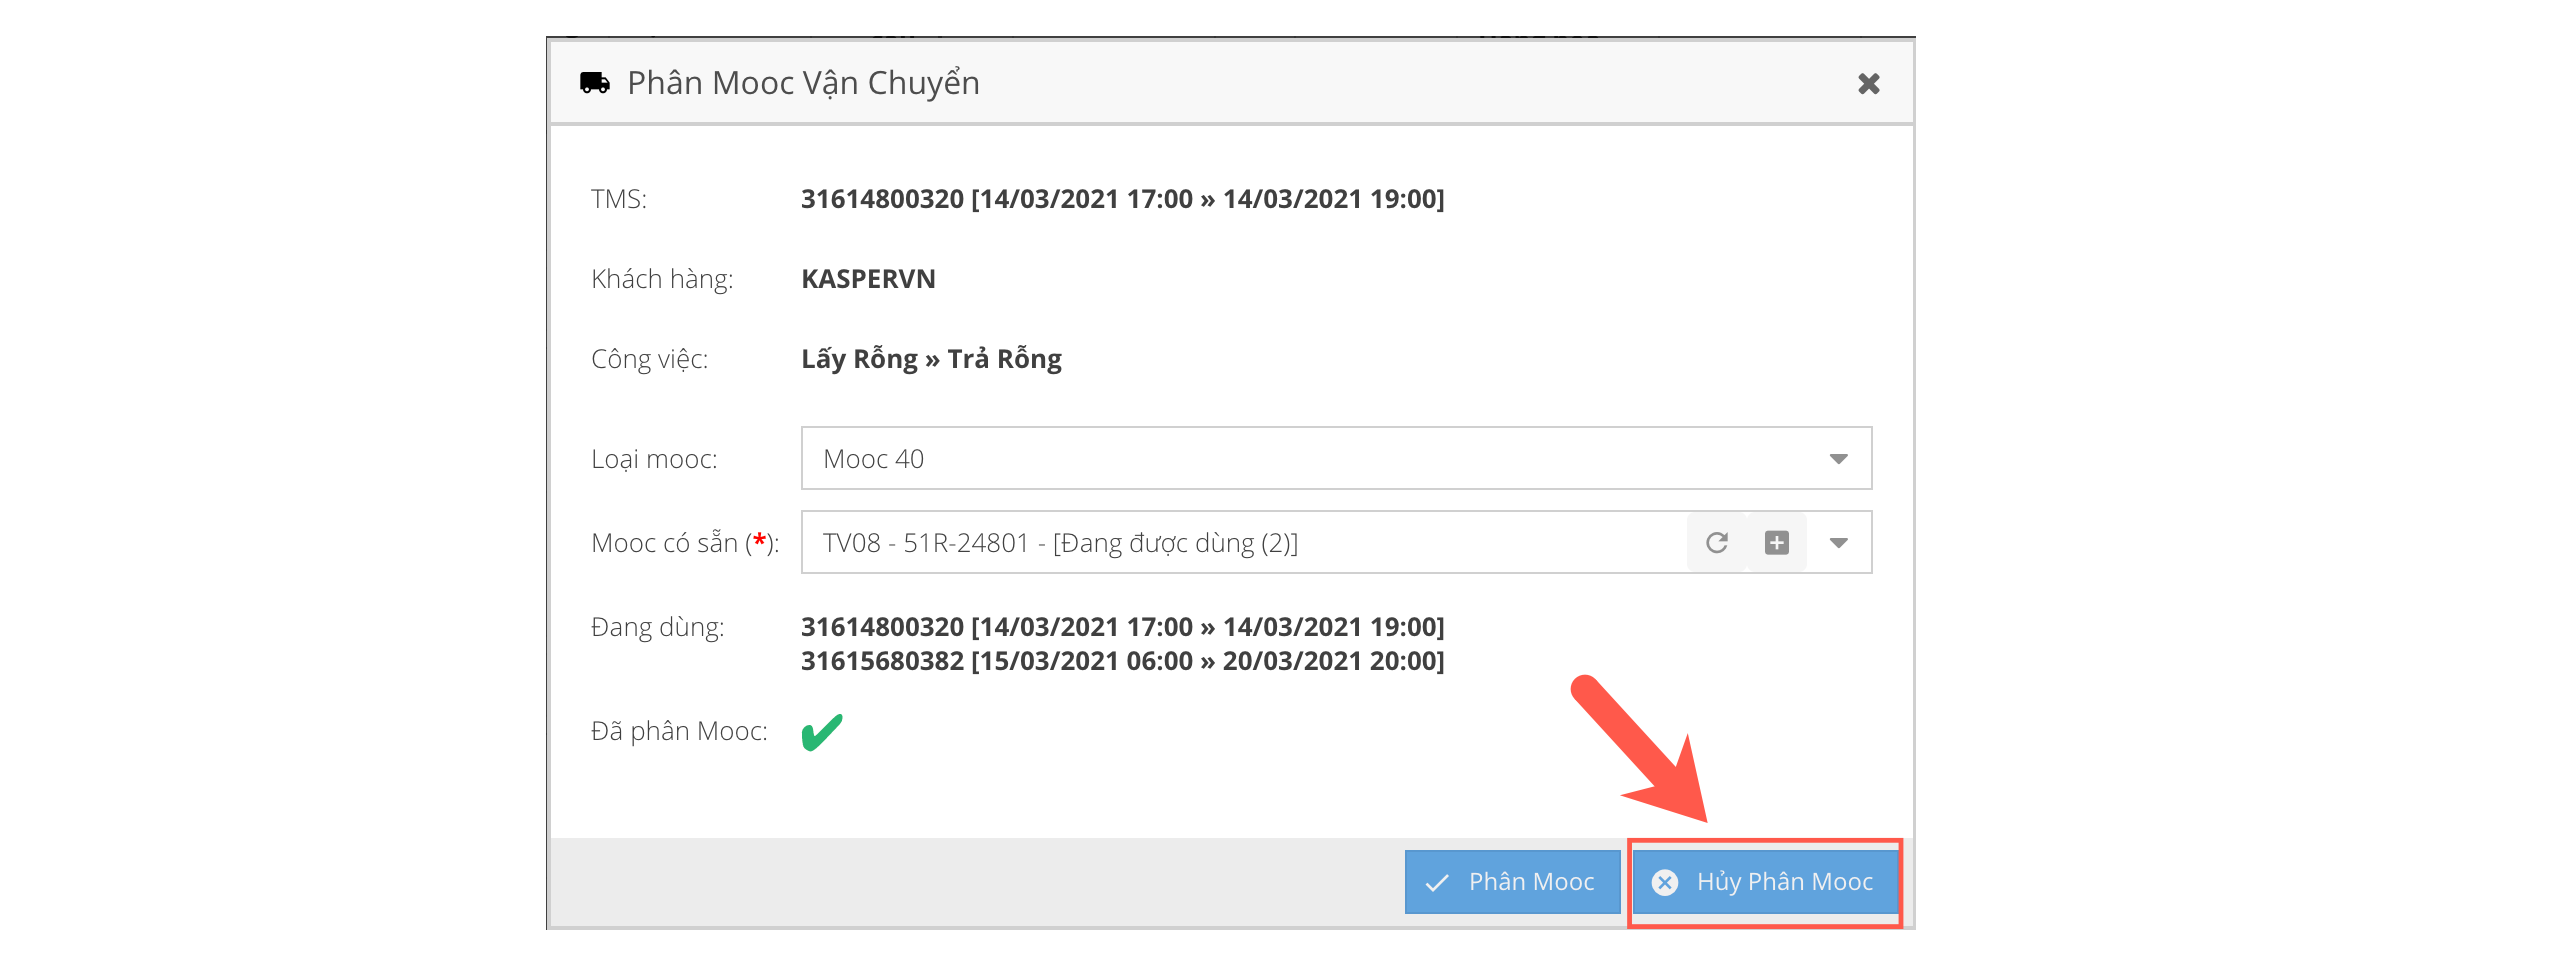 Phân Mooc Vận Chuyển
TMS: 31614800320 [14/03/2021 17:00 » 14/03/2021 19:00]
Khách hàng: KASPERVN
Công việc: Lấy Rỗng » Trả Rỗng
Loại mooc: Mooc 40
Mooc có sẵn (*): TV08 - 51R-24801 - [Đang được dùng (2)]
Đang dùng: 31614800320 [14/03/2021 17:00 » 14/03/2021 19:00]
31615680382 [15/03/2021 06:00 » 20/03/2021 20:00]
Đã phân Mooc:
Phân Mooc Hủy Phân Mooc